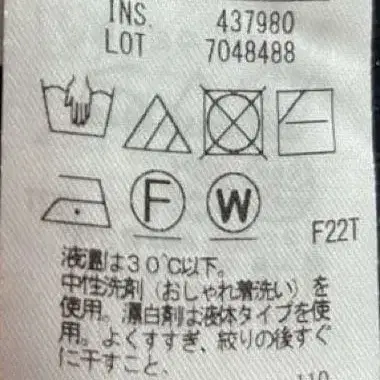 INS. 437980
LOT 7048488
F W
F22T
液温は30℃以下。
中性洗剤(おしゃれ着洗い)を
使用。漂白剤は液体タイプを使
用。よくすすぎ、絞りの後すぐ
に干すこと。